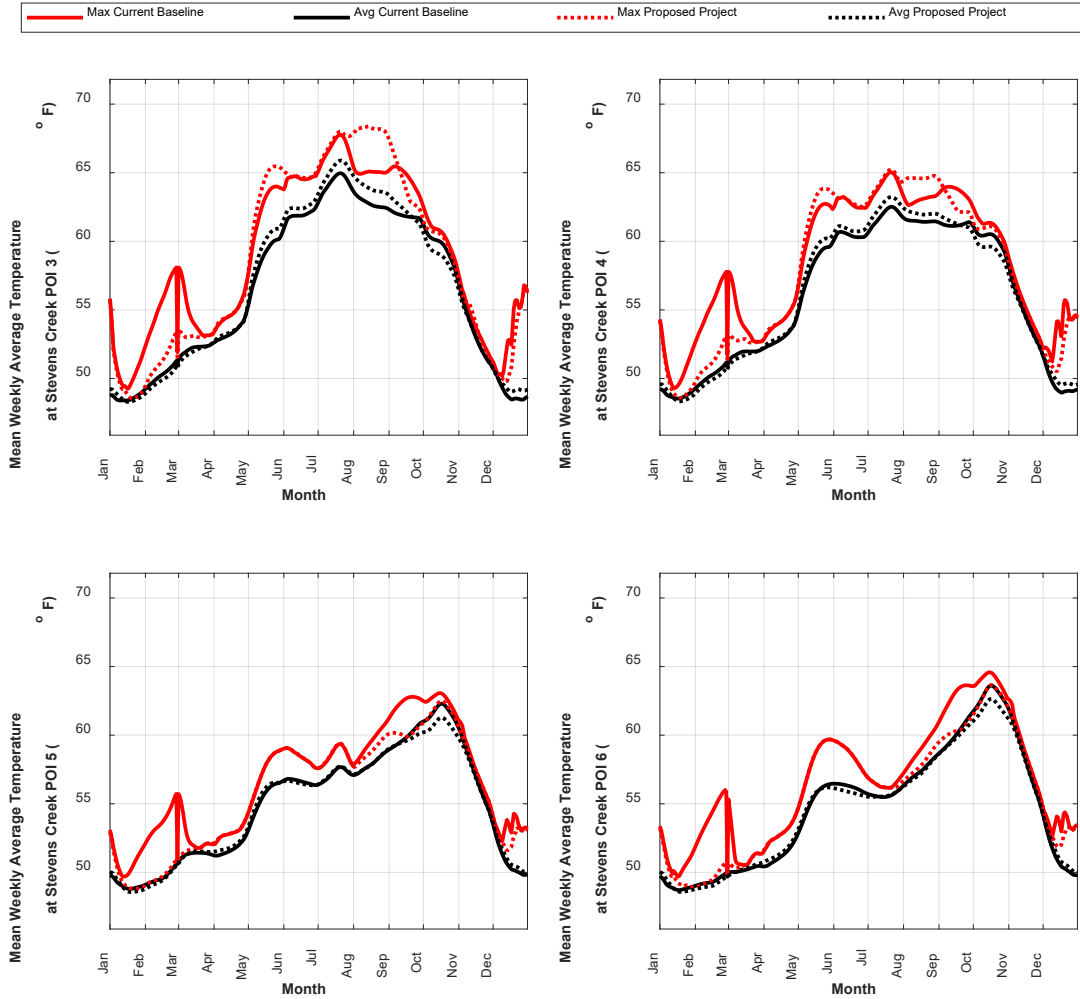 Max Current Baseline Avg Current Baseline Max Proposed Project Avg Proposed Project
Mean Weekly Average Temperature
at Stevens Creek POI 3 (
o F)
70
65
60
55
50
Jan Feb Mar Apr May Jun Jul Aug Sep Oct Nov Dec
Month
Mean Weekly Average Temperature
at Stevens Creek POI 4 (
o F)
70
65
60
55
50
Jan Feb Mar Apr May Jun Jul Aug Sep Oct Nov Dec
Month
Mean Weekly Average Temperature
at Stevens Creek POI 5 (
o F)
70
65
60
55
50
Jan Feb Mar Apr May Jun Jul Aug Sep Oct Nov Dec
Month
Mean Weekly Average Temperature
at Stevens Creek POI 6 (
o F)
70
65
60
55
50
Jan Feb Mar Apr May Jun Jul Aug Sep Oct Nov Dec
Month